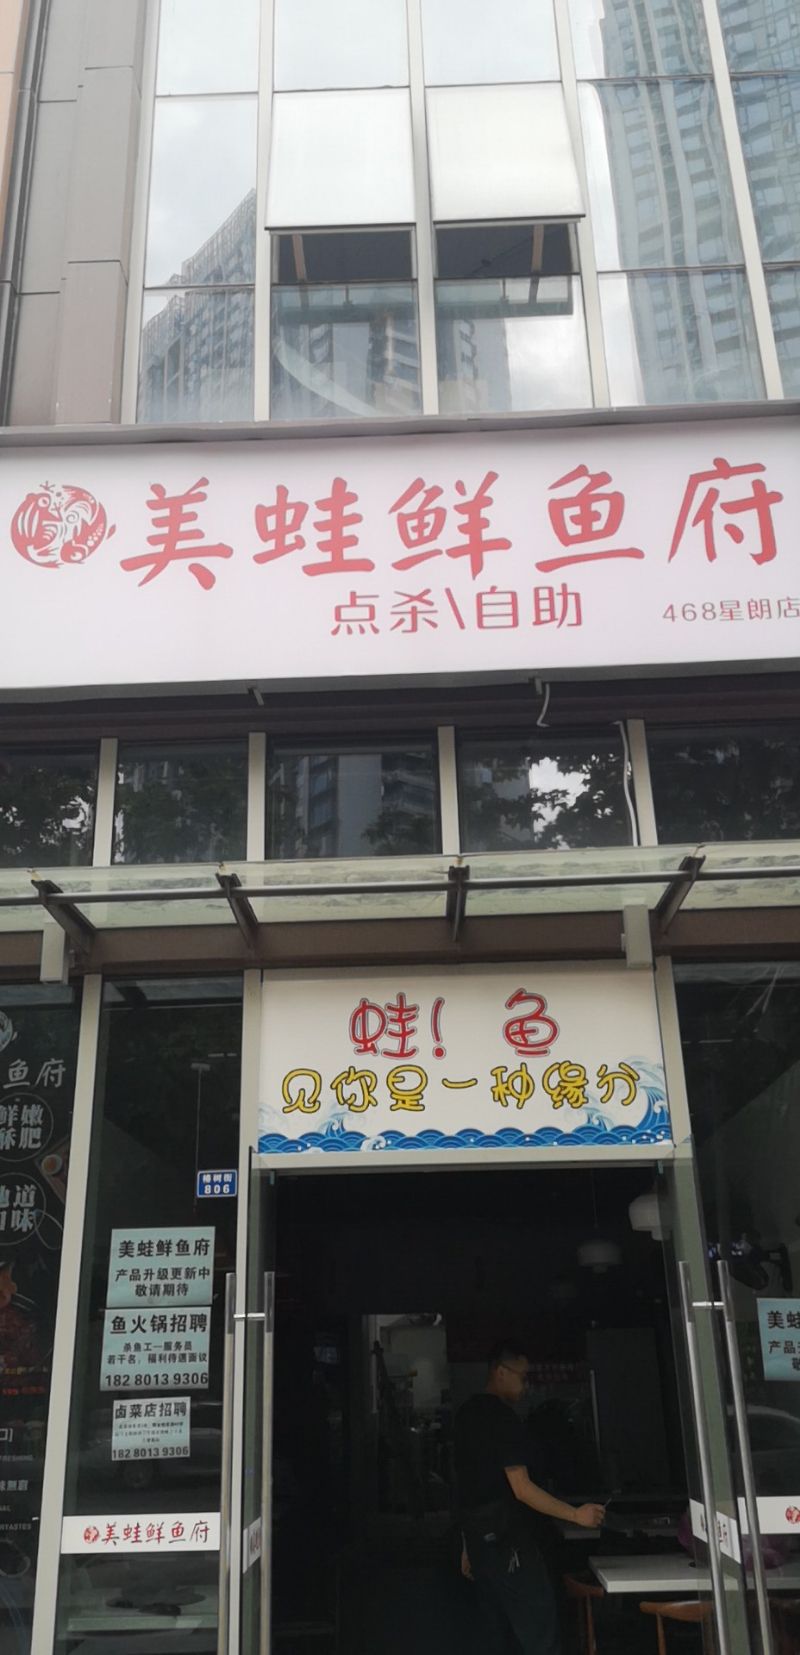 美蛙鲜鱼府
点杀\自助
468星朗店
蛙！鱼
见你是一种缘分
鱼府
鲜嫩
地道
椿树街
806
美蛙鲜鱼府
产品升级更新中
敬请期待
鱼火锅招聘
杀鱼工一服务员
若干名，福利待遇面议
182 8013 9306
卤菜店招聘
182 8013 9306
美蛙鲜鱼府